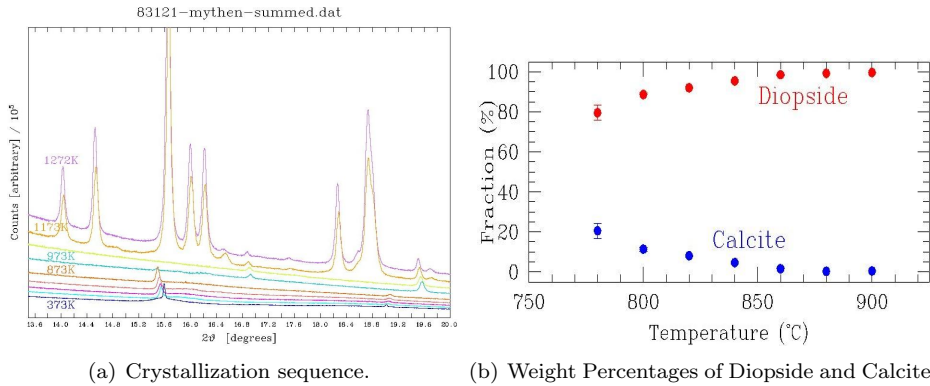 83121-mythen-summed.dat
Counts [arbitrary] / 10⁵
1272K
1173K
973K
873K
373K
13.6 14.0 14.4 14.8 15.2 15.6 16.0 16.4 16.8 17.2 17.6 18.0 18.4 18.8 19.2 19.6 20.0
2ϑ [degrees]
(a) Crystallization sequence.
Fraction (%)
100
80
60
40
20
0
Diopside
Calcite
750 800 850 900
Temperature (°C)
(b) Weight Percentages of Diopside and Calcite